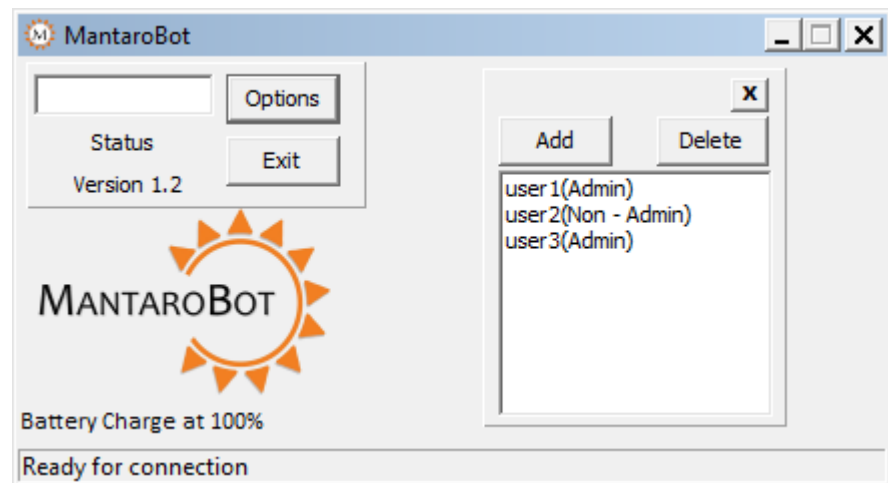 MantaroBot
Options
Status
Exit
Version 1.2
MANTAROBOT
Battery Charge at 100%
Ready for connection
X
Add
Delete
user1(Admin)
user2(Non - Admin)
user3(Admin)